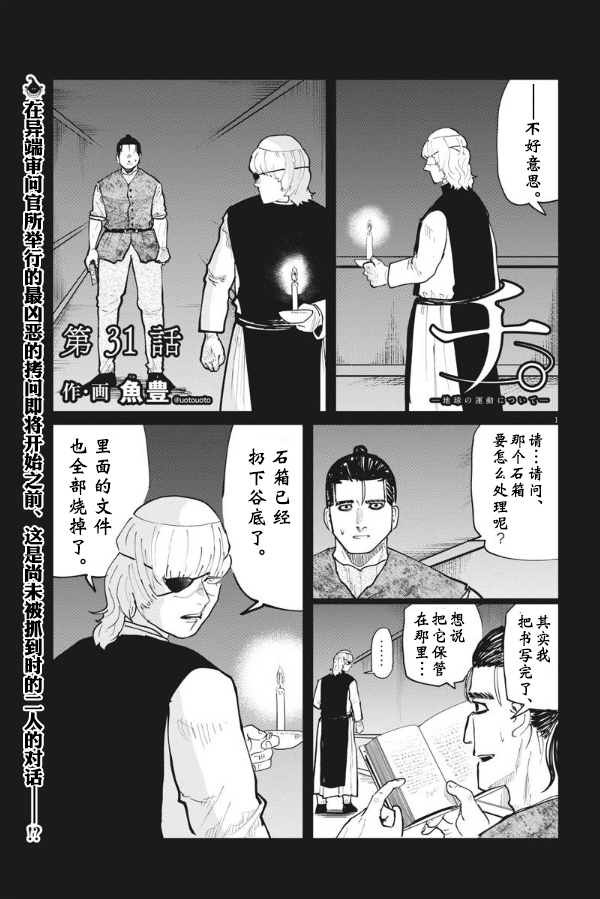 ──不好意思。
チ。
―地球の運動について―
第31話
作・画 魚豊
@uotouoto
1
请…请问、
那个石箱
要怎么处理呢？
石箱已经
扔下谷底了。
里面的文件
也全部烧掉了。
其实我
把书写完了、
想说
把它保管
在那里…
……
在异端审问官所举行的最凶恶的拷问即将开始之前、这是尚未被抓到时的二人的对话──!?